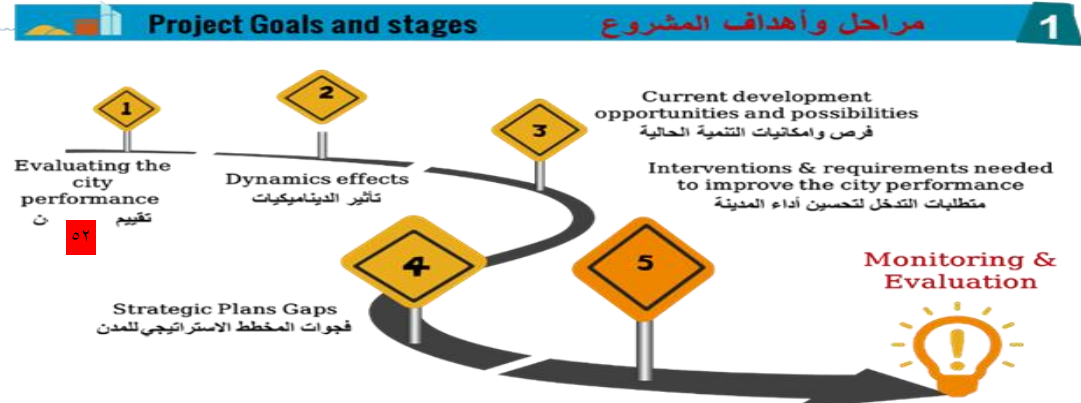 Project Goals and stages
مراحل وأهداف المشروع
1
1
Evaluating the
city
performance
تقييم
ن
٥٢
2
Dynamics effects
تأثير الديناميكيات
3
Current development
opportunities and possibilities
فرص وامكانيات التنمية الحالية
Interventions & requirements needed
to improve the city performance
متطلبات التدخل لتحسين أداء المدينة
4
Strategic Plans Gaps
فجوات المخطط الاستراتيجي للمدن
5
Monitoring &
Evaluation